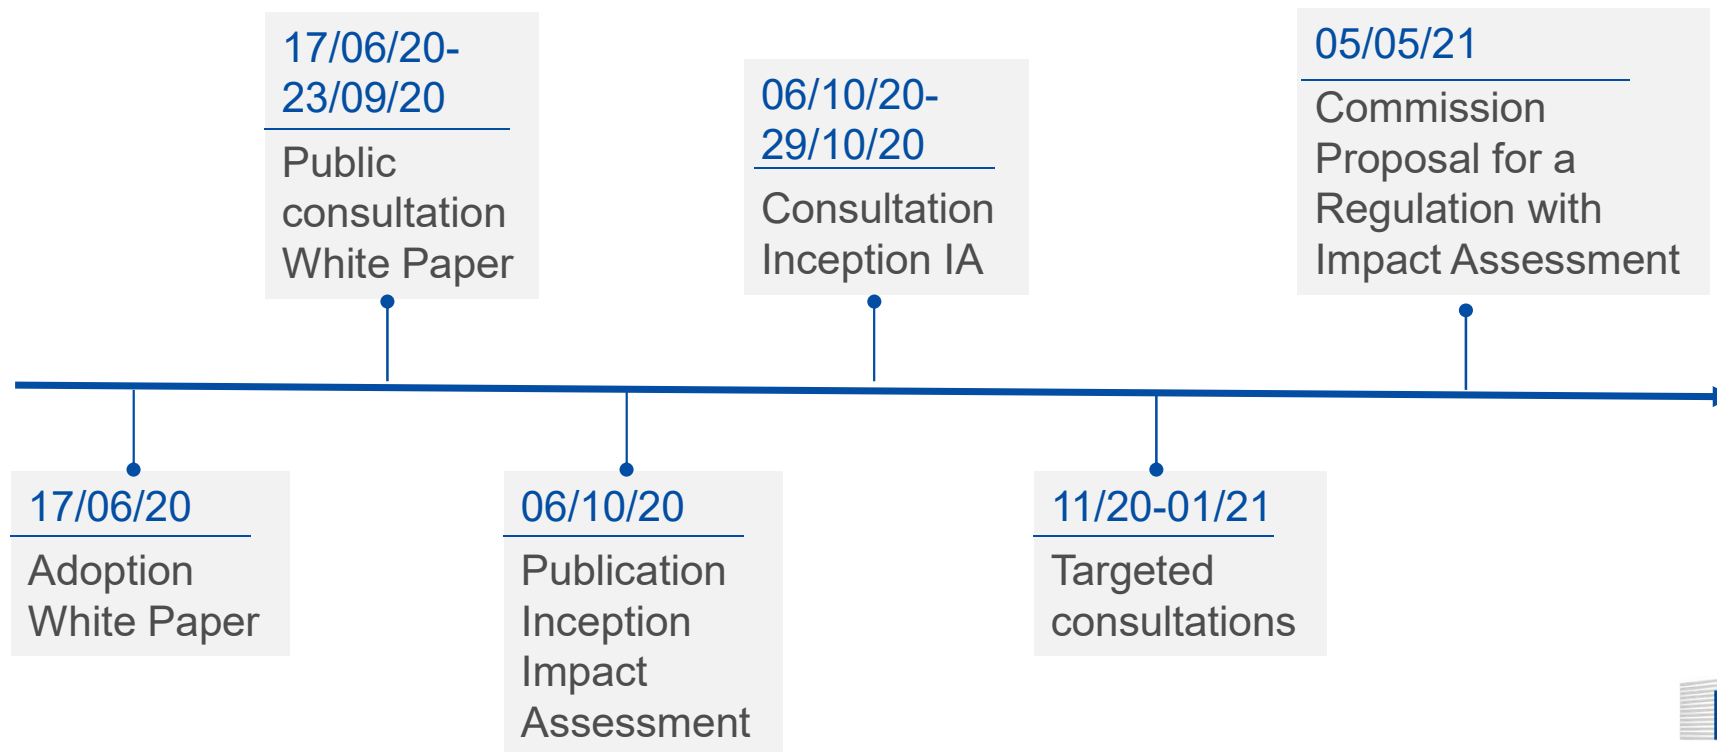 17/06/20-
23/09/20
Public
consultation
White Paper
06/10/20-
29/10/20
Consultation
Inception IA
05/05/21
Commission
Proposal for a
Regulation with
Impact Assessment
17/06/20
Adoption
White Paper
06/10/20
Publication
Inception
Impact
Assessment
11/20-01/21
Targeted
consultations